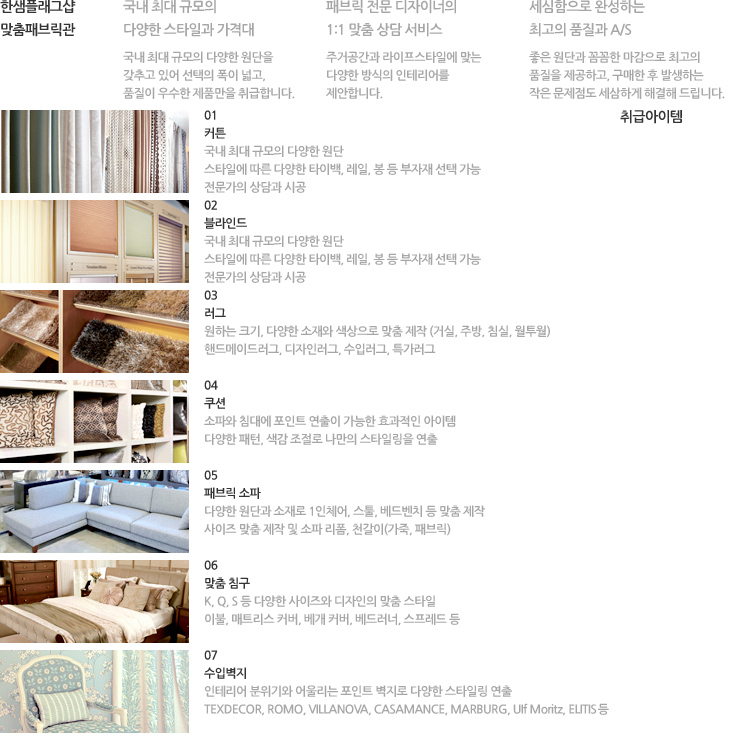 한샘플래그샵
맞춤패브릭관
국내 최대 규모의
다양한 스타일과 가격대
국내 최대 규모의 다양한 원단을
갖추고 있어 선택의 폭이 넓고,
품질이 우수한 제품만을 취급합니다.
패브릭 전문 디자이너의
1:1 맞춤 상담 서비스
주거공간과 라이프스타일에 맞는
다양한 방식의 인테리어를
제안합니다.
세심함으로 완성하는
최고의 품질과 A/S
좋은 원단과 꼼꼼한 마감으로 최고의
품질을 제공하고, 구매한 후 발생하는
작은 문제점도 세심하게 해결해 드립니다.
취급아이템
01
커튼
국내 최대 규모의 다양한 원단
스타일에 따른 다양한 타이백, 레일, 봉 등 부자재 선택 가능
전문가의 상담과 시공
02
블라인드
국내 최대 규모의 다양한 원단
스타일에 따른 다양한 타이백, 레일, 봉 등 부자재 선택 가능
전문가의 상담과 시공
03
러그
원하는 크기, 다양한 소재와 색상으로 맞춤 제작 (거실, 주방, 침실, 월투월)
핸드메이드러그, 디자인러그, 수입러그, 특가러그
04
쿠션
소파와 침대에 포인트 연출이 가능한 효과적인 아이템
다양한 패턴, 색감 조절로 나만의 스타일링을 연출
05
패브릭 소파
다양한 원단과 소재로 1인체어, 스툴, 베드벤치 등 맞춤 제작
사이즈 맞춤 제작 및 소파 리폼, 천갈이(가죽, 패브릭)
06
맞춤 침구
K, Q, S 등 다양한 사이즈와 디자인의 맞춤 스타일
이불, 매트리스 커버, 베개 커버, 베드러너, 스프레드 등
07
수입벽지
인테리어 분위기와 어울리는 포인트 벽지로 다양한 스타일링 연출
TEXDECOR, ROMO, VILLANOVA, CASAMANCE, MARBURG, Ulf Moritz, ELITIS 등